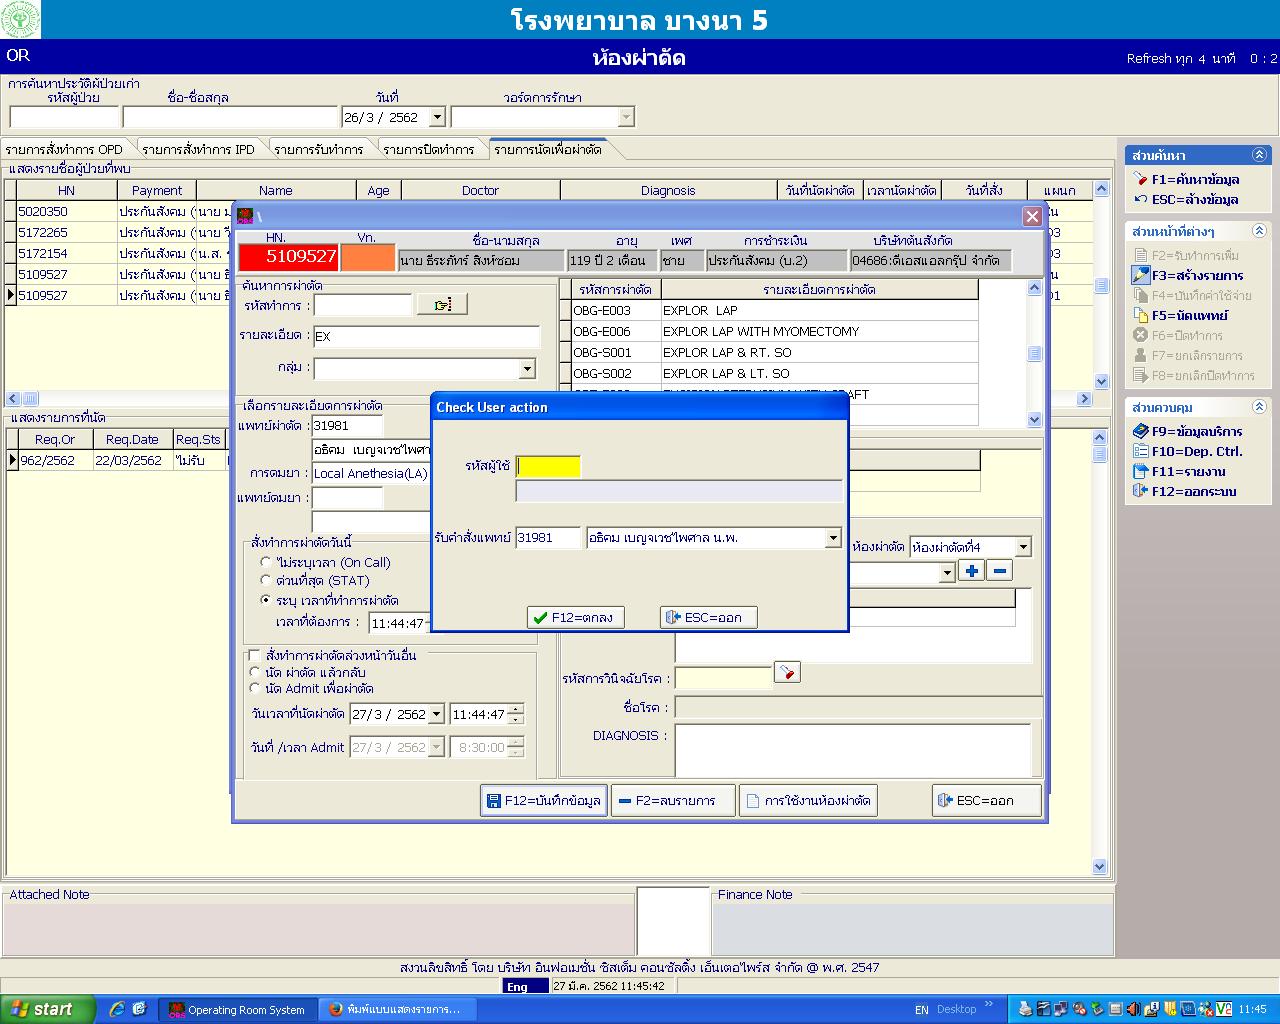 โรงพยาบาล บางนา 5
OR
ห้องผ่าตัด
Refresh ทุก 4 นาที 0 : 2
การค้นหาประวัติผู้ป่วยเก่า
รหัสผู้ป่วย ชื่อ-ชื่อสกุล วันที่ วอร์ดการรักษา
26/3 / 2562
รายการสั่งทำการ OPD รายการสั่งทำการ IPD รายการรับทำการ รายการปิดทำการ รายการนัดเพื่อผ่าตัด
แสดงรายชื่อผู้ป่วยที่พบ
HN Payment Name Age Doctor Diagnosis วันที่นัดผ่าตัด เวลานัดผ่าตัด วันที่สั่ง แผนก
5020350 ประกันสังคม (
5172265 ประกันสังคม (
5172154 ประกันสังคม (
5109527 ประกันสังคม (
5109527 ประกันสังคม (
แสดงรายการที่นัด
Req.Or Req.Date Req.Sts
962/2562 22/03/2562 ไม่รับ
HN. Vn. ชื่อ-นามสกุล อายุ เพศ การชำระเงิน บริษัทต้นสังกัด
5109527 นาย ธีระภัทร์ สิงห์ซอม 119 ปี 2 เดือน ชาย ประกันสังคม (บ.2) 04686:ดีเอสแอลกรุ๊ป จำกัด
ค้นหาการผ่าตัด
รหัสทำการ :
รายละเอียด : EX
กลุ่ม :
รหัสการผ่าตัด รายละเอียดการผ่าตัด
OBG-E003 EXPLOR LAP
OBG-E006 EXPLOR LAP WITH MYOMECTOMY
OBG-S001 EXPLOR LAP & RT. SO
OBG-S002 EXPLOR LAP & LT. SO
เลือกรายละเอียดการผ่าตัด
แพทย์ผ่าตัด : 31981
อธิคม เบญจเวชไพศา
การดมยา : Local Anethesia(LA)
แพทย์ดมยา :
สั่งทำการผ่าตัดวันนี้
ไม่ระบุเวลา (On Call)
ด่วนที่สุด (STAT)
ระบุ เวลาที่ทำการผ่าตัด
เวลาที่ต้องการ : 11:44:47
สั่งทำการผ่าตัดล่วงหน้าวันอื่น
นัด ผ่าตัด แล้วกลับ
นัด Admit เพื่อผ่าตัด
วันเวลาที่นัดผ่าตัด 27/3 / 2562 11:44:47
วันที่ /เวลา Admit 27/3 / 2562 8:30:00
Check User action
รหัสผู้ใช้
รับคำสั่งแพทย์ 31981 อธิคม เบญจเวชไพศาล น.พ.
F12=ตกลง ESC=ออก
ห้องผ่าตัด ห้องผ่าตัดที่4
รหัสการวินิจฉัยโรค :
ชื่อโรค :
DIAGNOSIS :
F12=บันทึกข้อมูล F2=ลบรายการ การใช้งานห้องผ่าตัด ESC=ออก
ส่วนค้นหา
F1=ค้นหาข้อมูล
ESC=ล้างข้อมูล
ส่วนหน้าที่ต่างๆ
F2=รับทำการเพิ่ม
F3=สร้างรายการ
F4=บันทึกค่าใช้จ่าย
F5=นัดแพทย์
F6=ปิดทำการ
F7=ยกเลิกรายการ
F8=ยกเลิกปิดทำการ
ส่วนควบคุม
F9=ข้อมูลบริการ
F10=Dep. Ctrl.
F11=รายงาน
F12=ออกระบบ
Attached Note Finance Note
สงวนลิขสิทธิ์ โดย บริษัท อินฟอเมชั่น ซิสเต็ม คอนซัลติ้ง เอ็นเตอไพร์ส จำกัด @ พ.ศ. 2547
Eng 27 มี.ค. 2562 11:45:42
start Operating Room System พิมพ์แบบแสดงรายการ... EN Desktop 11:45